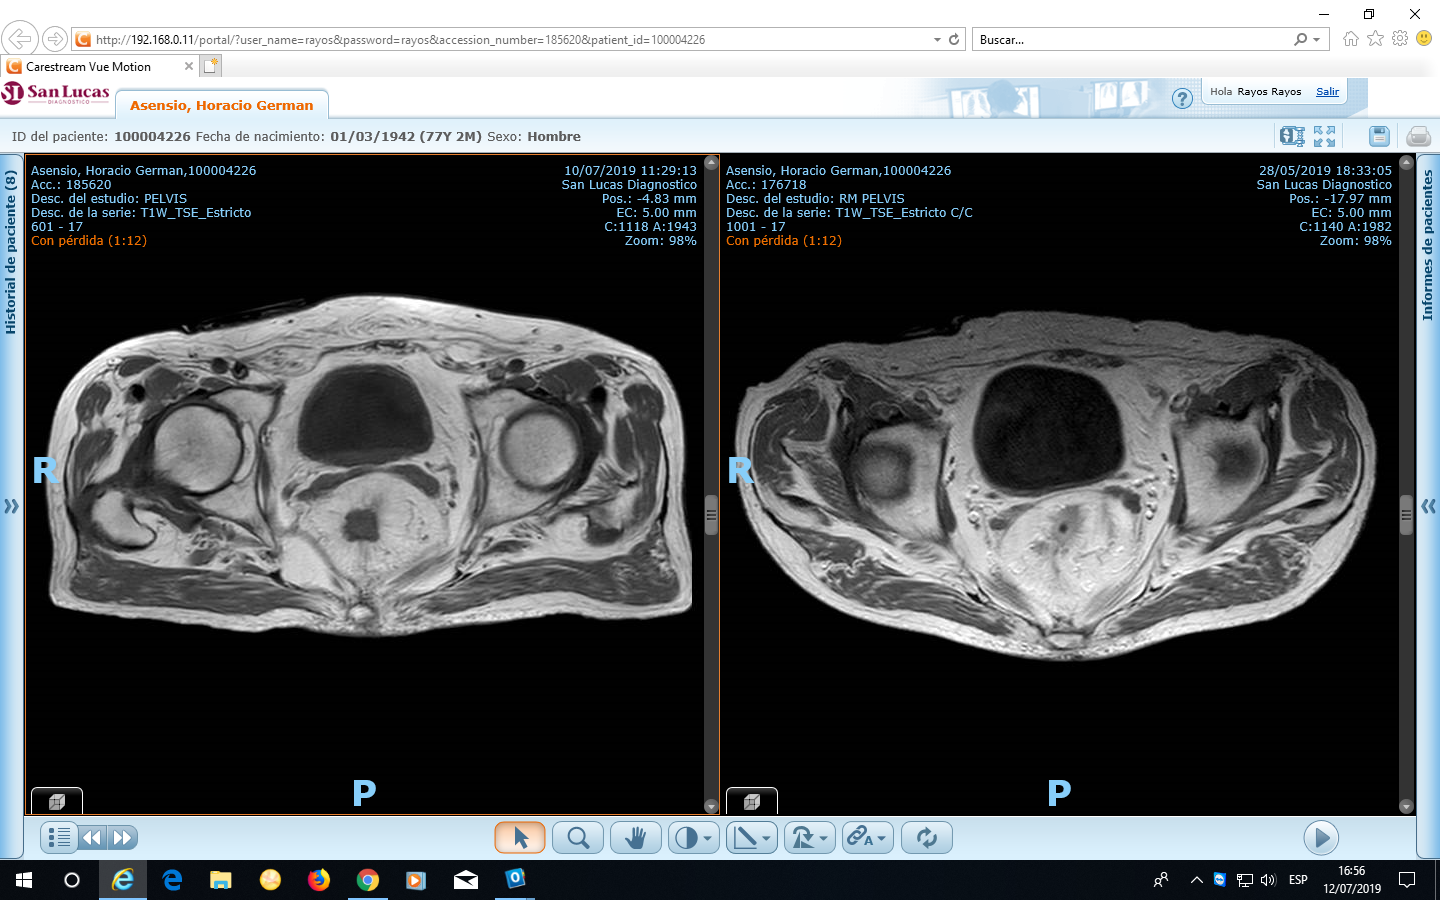 http://192.168.0.11/portal/?user_name=rayos&password=rayos&accession_number=185620&patient_id=100004226
Buscar...
Carestream Vue Motion
San Lucas
DIAGNOSTICO
Asensio, Horacio German
Hola Rayos Rayos Salir
ID del paciente: 100004226 Fecha de nacimiento: 01/03/1942 (77Y 2M) Sexo: Hombre
Historial de paciente (8)
Asensio, Horacio German,100004226
Acc.: 185620
Desc. del estudio: PELVIS
Desc. de la serie: T1W_TSE_Estricto
601 - 17
Con pérdida (1:12)
10/07/2019 11:29:13
San Lucas Diagnostico
Pos.: -4.83 mm
EC: 5.00 mm
C:1118 A:1943
Zoom: 98%
R
P
Asensio, Horacio German,100004226
Acc.: 176718
Desc. del estudio: RM PELVIS
Desc. de la serie: T1W_TSE_Estricto C/C
1001 - 17
Con pérdida (1:12)
28/05/2019 18:33:05
San Lucas Diagnostico
Pos.: -17.97 mm
EC: 5.00 mm
C:1140 A:1982
Zoom: 98%
R
P
Informes de pacientes
A
ESP
16:56
12/07/2019